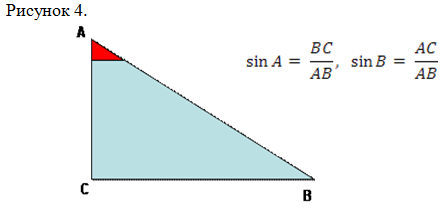 Рисунок 4.
A
sin A = BC/AB, sin B = AC/AB
C
B